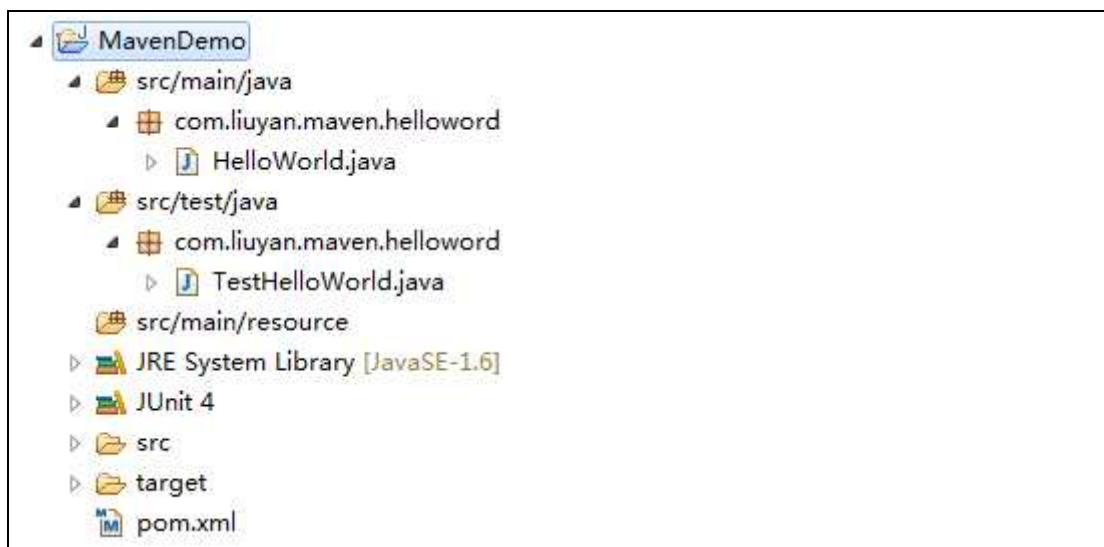 MavenDemo
src/main/java
com.liuyan.maven.helloword
HelloWorld.java
src/test/java
com.liuyan.maven.helloword
TestHelloWorld.java
src/main/resource
JRE System Library [JavaSE-1.6]
JUnit 4
src
target
pom.xml